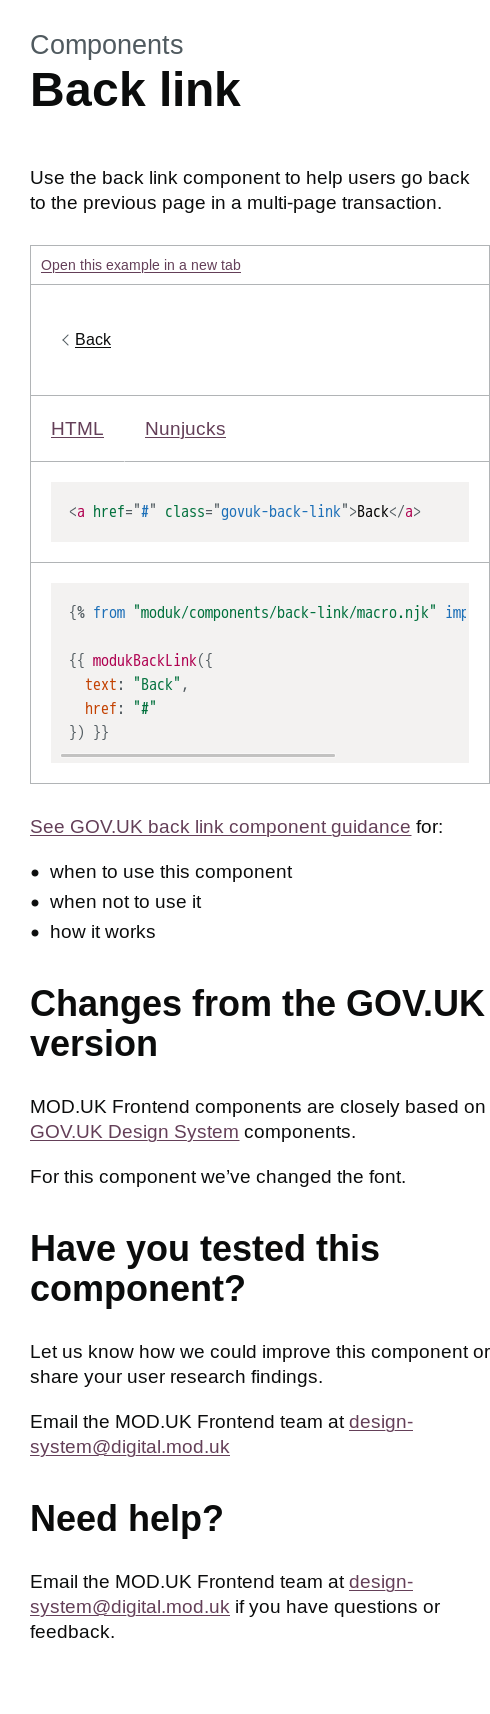 Components
Back link
Use the back link component to help users go back
to the previous page in a multi-page transaction.
Open this example in a new tab
Back
HTML Nunjucks
<a href="#" class="govuk-back-link">Back</a>
{% from "moduk/components/back-link/macro.njk" imp
{{ modukBackLink({
text: "Back",
href: "#"
}) }}
See GOV.UK back link component guidance for:
• when to use this component
• when not to use it
• how it works
Changes from the GOV.UK
version
MOD.UK Frontend components are closely based on
GOV.UK Design System components.
For this component we’ve changed the font.
Have you tested this
component?
Let us know how we could improve this component or
share your user research findings.
Email the MOD.UK Frontend team at design-
system@digital.mod.uk
Need help?
Email the MOD.UK Frontend team at design-
system@digital.mod.uk if you have questions or
feedback.